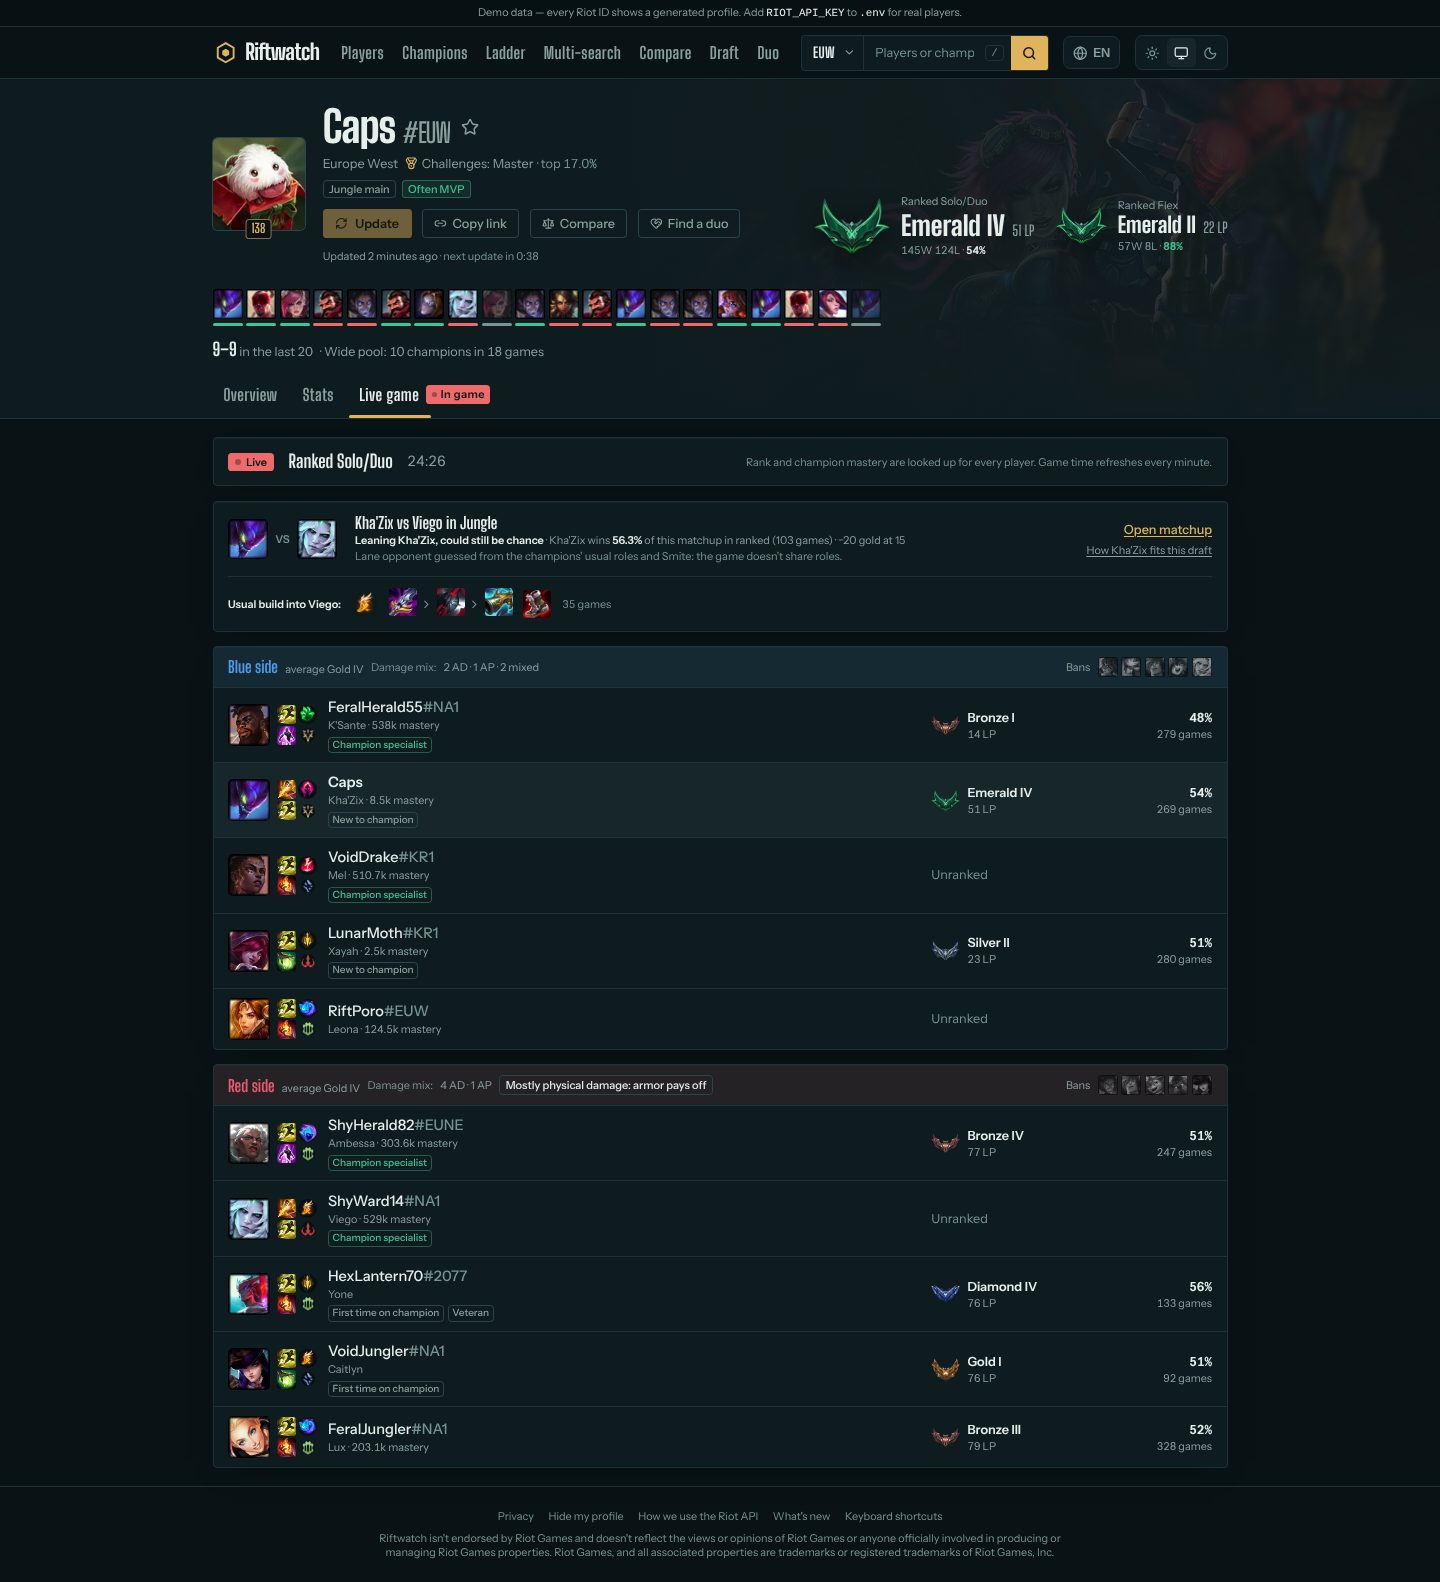 Demo data — every Riot ID shows a generated profile. Add RIOT_API_KEY to .env for real players.
Riftwatch Players Champions Ladder Multi-search Compare Draft Duo EUW Players or champ / EN
Caps #EUW
Europe West Challenges: Master · top 17.0%
Jungle main Often MVP
Update Copy link Compare Find a duo
Updated 2 minutes ago · next update in 0:38
138
Ranked Solo/Duo
Emerald IV 51 LP
145W 124L · 54%
Ranked Flex
Emerald II 22 LP
57W 8L · 88%
9–9 in the last 20 · Wide pool: 10 champions in 18 games
Overview Stats Live game In game
Live Ranked Solo/Duo 24:26 Rank and champion mastery are looked up for every player. Game time refreshes every minute.
VS
Kha'Zix vs Viego in Jungle
Leaning Kha'Zix, could still be chance · Kha'Zix wins 56.3% of this matchup in ranked (103 games) · -20 gold at 15
Lane opponent guessed from the champions' usual roles and Smite: the game doesn't share roles.
Open matchup
How Kha'Zix fits this draft
Usual build into Viego: 35 games
Blue side average Gold IV Damage mix: 2 AD · 1 AP · 2 mixed Bans
FeralHerald55#NA1
K'Sante · 538k mastery
Champion specialist
Bronze I
14 LP
48%
279 games
Caps
Kha'Zix · 8.5k mastery
New to champion
Emerald IV
51 LP
54%
269 games
VoidDrake#KR1
Mel · 510.7k mastery
Champion specialist
Unranked
LunarMoth#KR1
Xayah · 2.5k mastery
New to champion
Silver II
23 LP
51%
280 games
RiftPoro#EUW
Leona · 124.5k mastery
Unranked
Red side average Gold IV Damage mix: 4 AD · 1 AP Mostly physical damage: armor pays off Bans
ShyHerald82#EUNE
Ambessa · 303.6k mastery
Champion specialist
Bronze IV
77 LP
51%
247 games
ShyWard14#NA1
Viego · 529k mastery
Champion specialist
Unranked
HexLantern70#2077
Yone
First time on champion Veteran
Diamond IV
76 LP
56%
133 games
VoidJungler#NA1
Caitlyn
First time on champion
Gold I
76 LP
51%
92 games
FeralJungler#NA1
Lux · 203.1k mastery
Bronze III
79 LP
52%
328 games
Privacy Hide my profile How we use the Riot API What's new Keyboard shortcuts
Riftwatch isn't endorsed by Riot Games and doesn't reflect the views or opinions of Riot Games or anyone officially involved in producing or
managing Riot Games properties. Riot Games, and all associated properties are trademarks or registered trademarks of Riot Games, Inc.